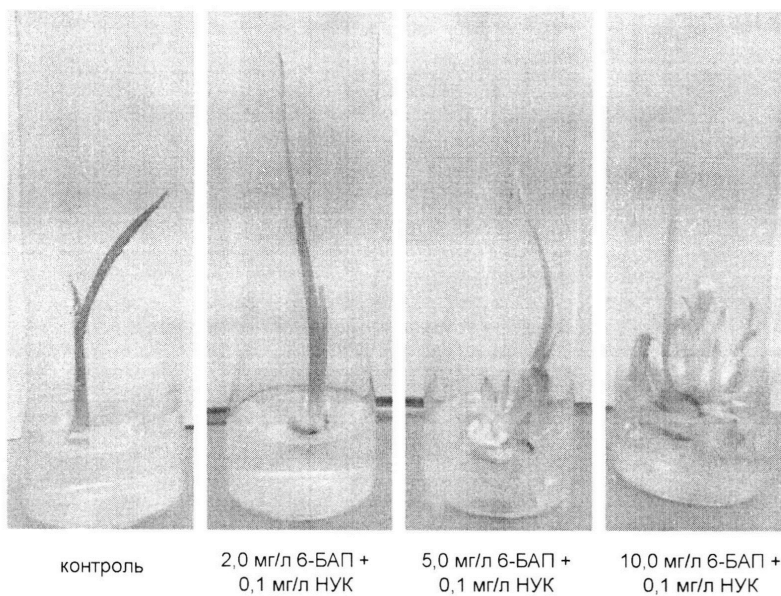 контроль
2,0 мг/л 6-БАП +
0,1 мг/л НУК
5,0 мг/л 6-БАП +
0,1 мг/л НУК
10,0 мг/л 6-БАП +
0,1 мг/л НУК